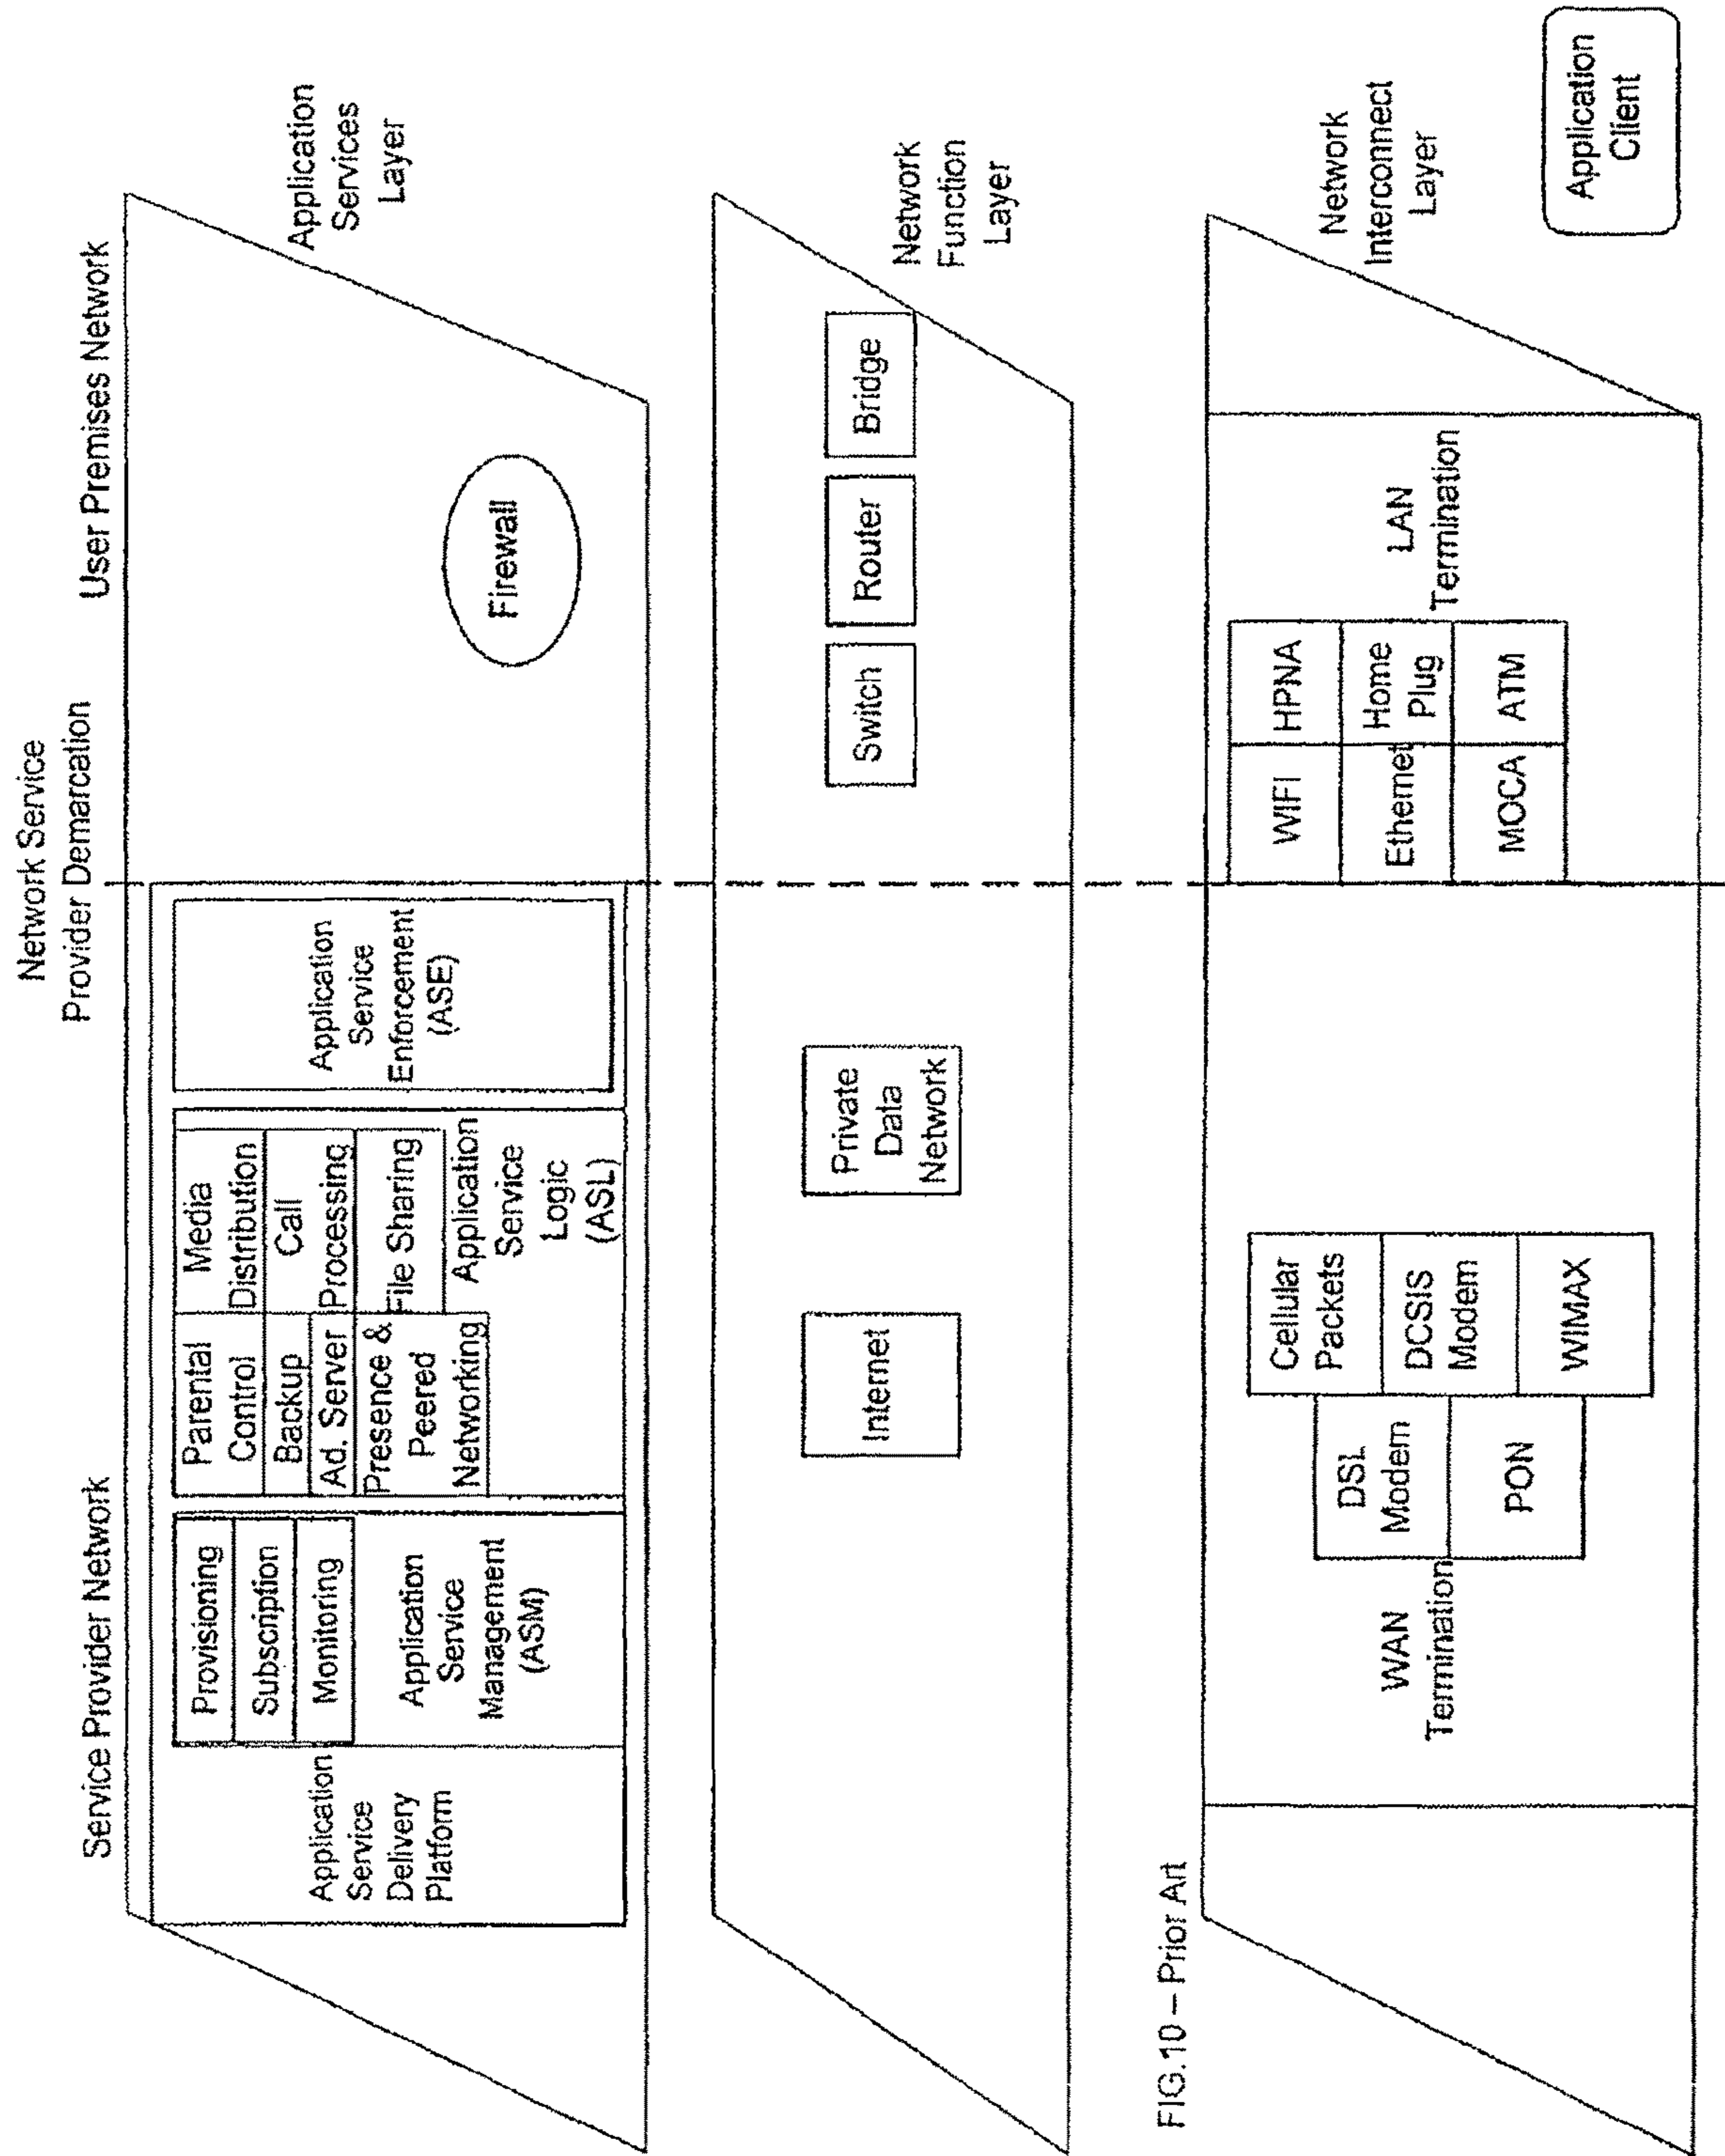 Network Service
Provider Demarcation
Service Provider Network
User Premises Network
Application
Services
Layer
Application
Service
Delivery
Platform
Provisioning
Subscription
Monitoring
Application
Service
Management
(ASM)
Parental
Control
Backup
Ad. Server
Presence &
Peered
Networking
Media
Distribution
Call
Processing
File Sharing
Application
Service
Logic
(ASL)
Application
Service
Enforcement
(ASE)
Firewall
Network
Function
Layer
Internet
Private
Data
Network
Switch
Router
Bridge
Network
Interconnect
Layer
WAN
Termination
DSL
Modem
PON
Cellular
Packets
DCSIS
Modem
WIMAX
WIFI
HPNA
Ethernet
Home
Plug
MOCA
ATM
LAN
Termination
Application
Client
FIG.10 – Prior Art